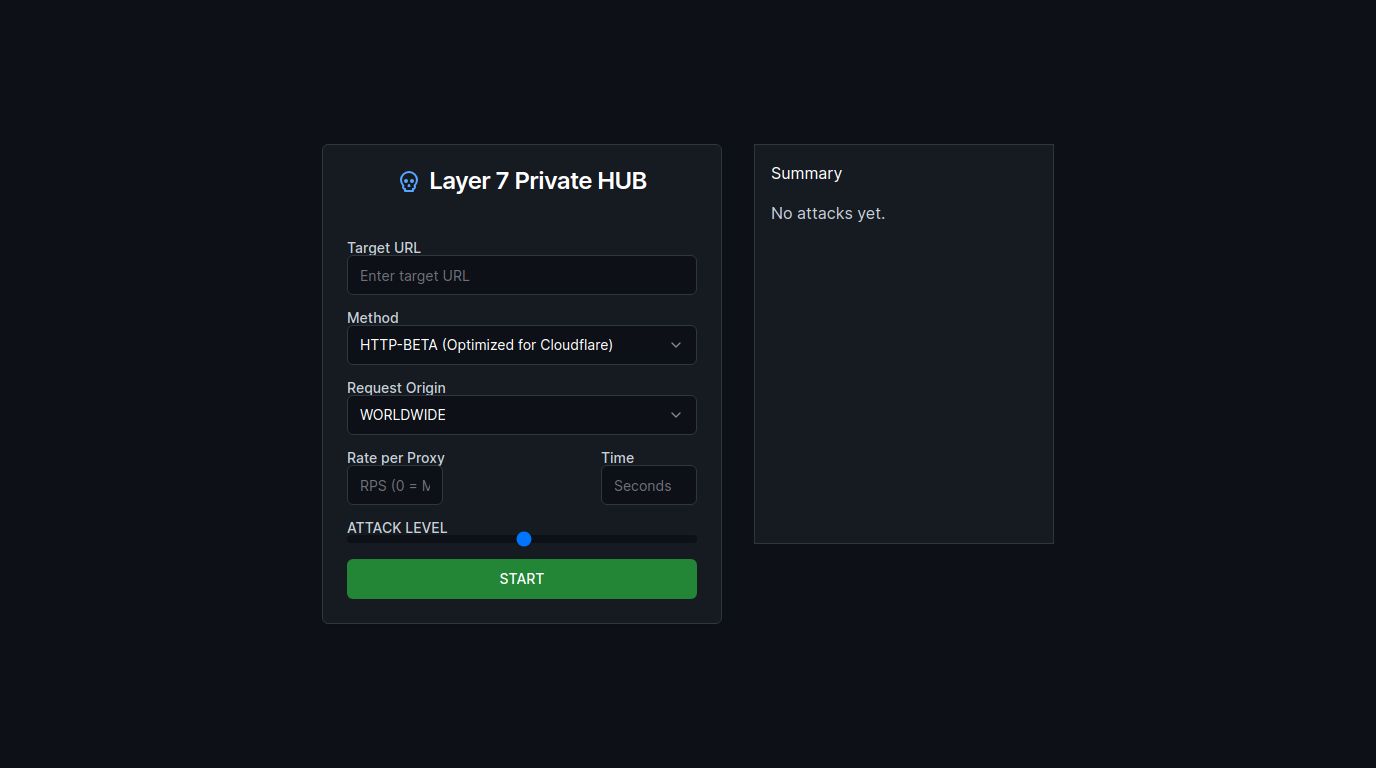 Layer 7 Private HUB
Target URL
Enter target URL
Method
HTTP-BETA (Optimized for Cloudflare)
Request Origin
WORLDWIDE
Rate per Proxy
RPS (0 =
Time
Seconds
ATTACK LEVEL
START
Summary
No attacks yet.